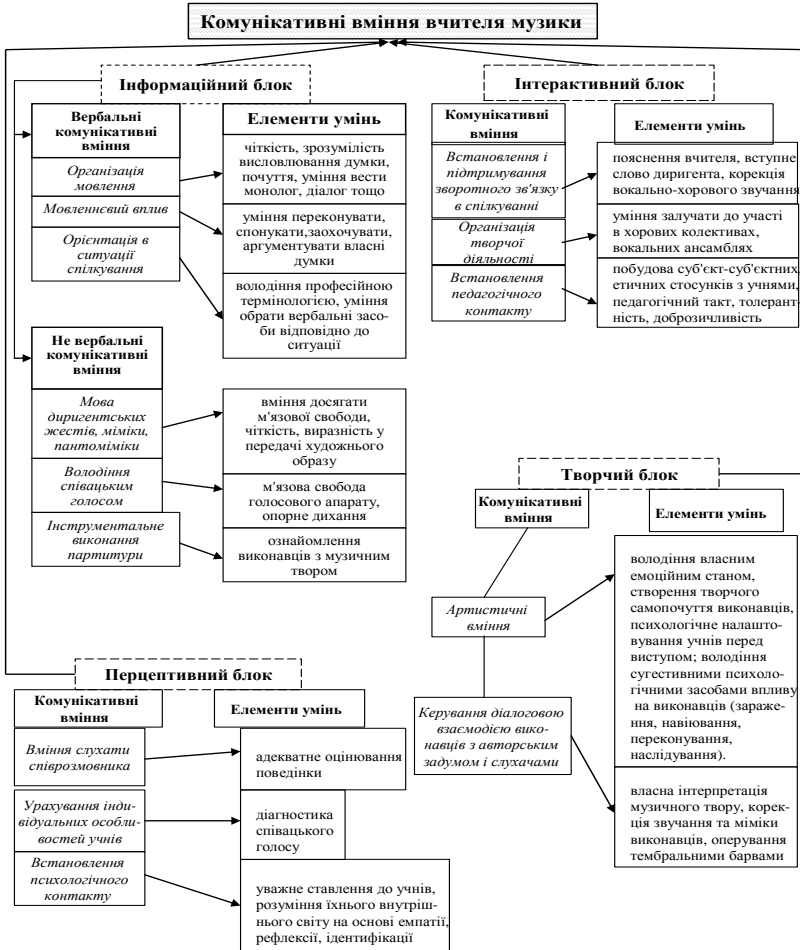 Комунікативні вміння вчителя музики
Інформаційний блок
Вербальні
комунікативні
вміння
Організація
мовлення
Мовленнєвий вплив
Орієнтація в
ситуації
спілкування
Елементи умінь
чіткість, зрозумілість
висловлювання думки,
почуття, уміння вести
монолог, діалог тощо
уміння переконувати,
спонукати,заохочувати,
аргументувати власні
думки
володіння професійною
термінологією, уміння
обрати вербальні засо-
би відповідно до
ситуації
Не вербальні
комунікативні
вміння
Мова
диригентських
жестів, міміки,
пантоміміки
Володіння
співацьким
голосом
Інструментальне
виконання
партитури
вміння досягати
м'язової свободи,
чіткість, виразність у
передачі художнього
образу
м'язова свобода
голосового апарату,
опорне дихання
ознайомлення
виконавців з музичним
твором
Інтерактивний блок
Комунікативні
вміння
Встановлення і
підтримування
зворотного зв'язку
в спілкуванні
Організація
творчої
діяльності
Встановлення
педагогічного
контакту
Елементи умінь
пояснення вчителя, вступне
слово диригента, корекція
вокально-хорового звучання
уміння залучати до участі
в хорових колективах,
вокальних ансамблях
побудова суб'єкт-суб'єктних,
етичних стосунків з учнями,
педагогічний такт, толерант-
ність, доброзичливість
Творчий блок
Комунікативні
вміння
Артистичні
вміння
Керування діалоговою
взаємодією вико-
навців з авторським
задумом і слухачами
Елементи умінь
володіння власним
емоційним станом,
створення творчого
самопочуття виконавців,
психологічне налашто-
вування учнів перед
виступом; володіння
сугестивними психоло-
гічними засобами впливу
на виконавців (зараже-
ння, навіювання,
переконування,
наслідування).
власна інтерпретація
музичного твору, корек-
ція звучання та міміки
виконавців, оперування
тембральними барвами
Перцептивний блок
Комунікативні
вміння
Вміння слухати
співрозмовника
Урахування інди-
відуальних особли-
востей учнів
Встановлення
психологічного
контакту
Елементи умінь
адекватне оцінювання
поведінки
діагностика
співацького
голосу
уважне ставлення до учнів,
розуміння їхнього внутріш-
нього світу на основі емпатії,
рефлексії, ідентифікації